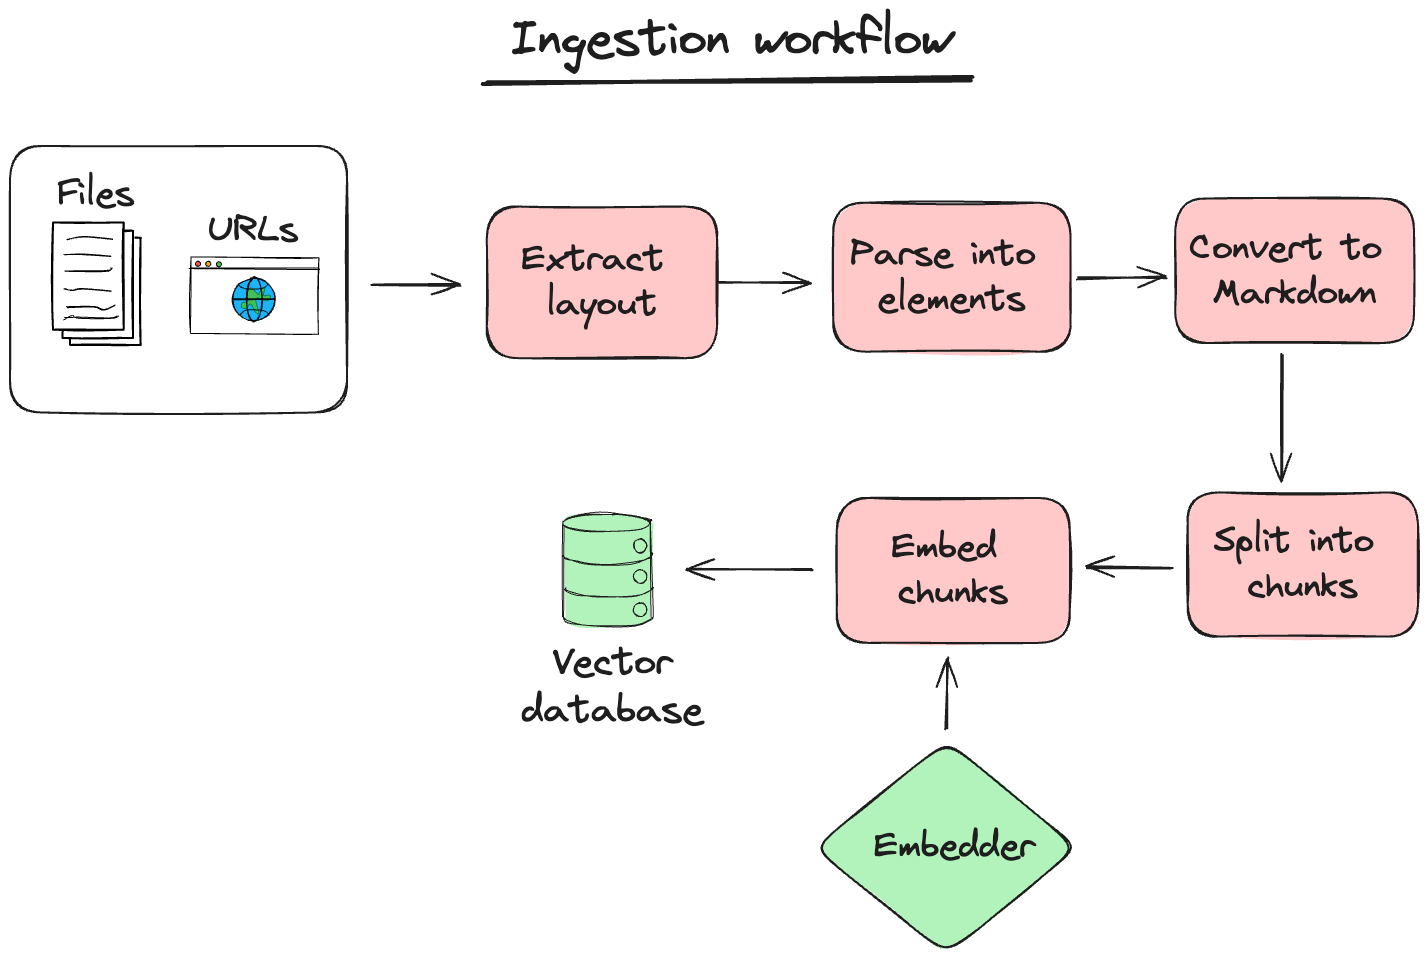 Ingestion workflow
Files
URLs
Extract
layout
Parse into
elements
Convert to
Markdown
Split into
chunks
Embed
chunks
Vector
database
Embedder